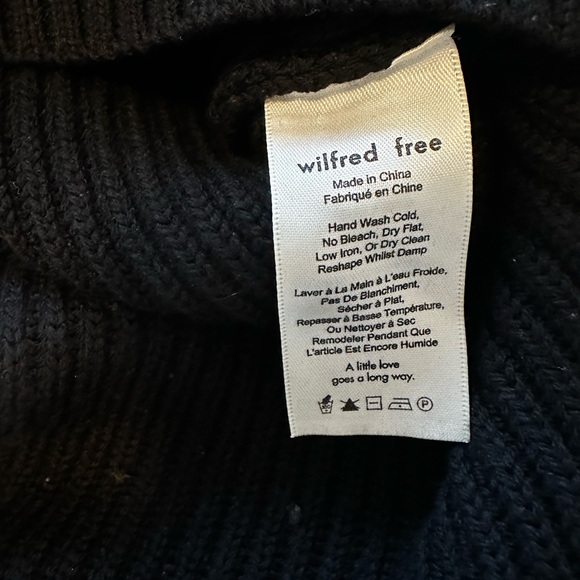 wilfred free
Made in China
Fabriqué en Chine
Hand Wash Cold,
No Bleach, Dry Flat,
Low Iron, Or Dry Clean
Reshape Whilst Damp
Laver à La Main à L'eau Froide,
Pas De Blanchiment,
Sècher à Plat,
Repasser à Basse Température,
Ou Nettoyer à Sec
Remodeler Pendant Que
L'article Est Encore Humide
A little love
goes a long way.
P